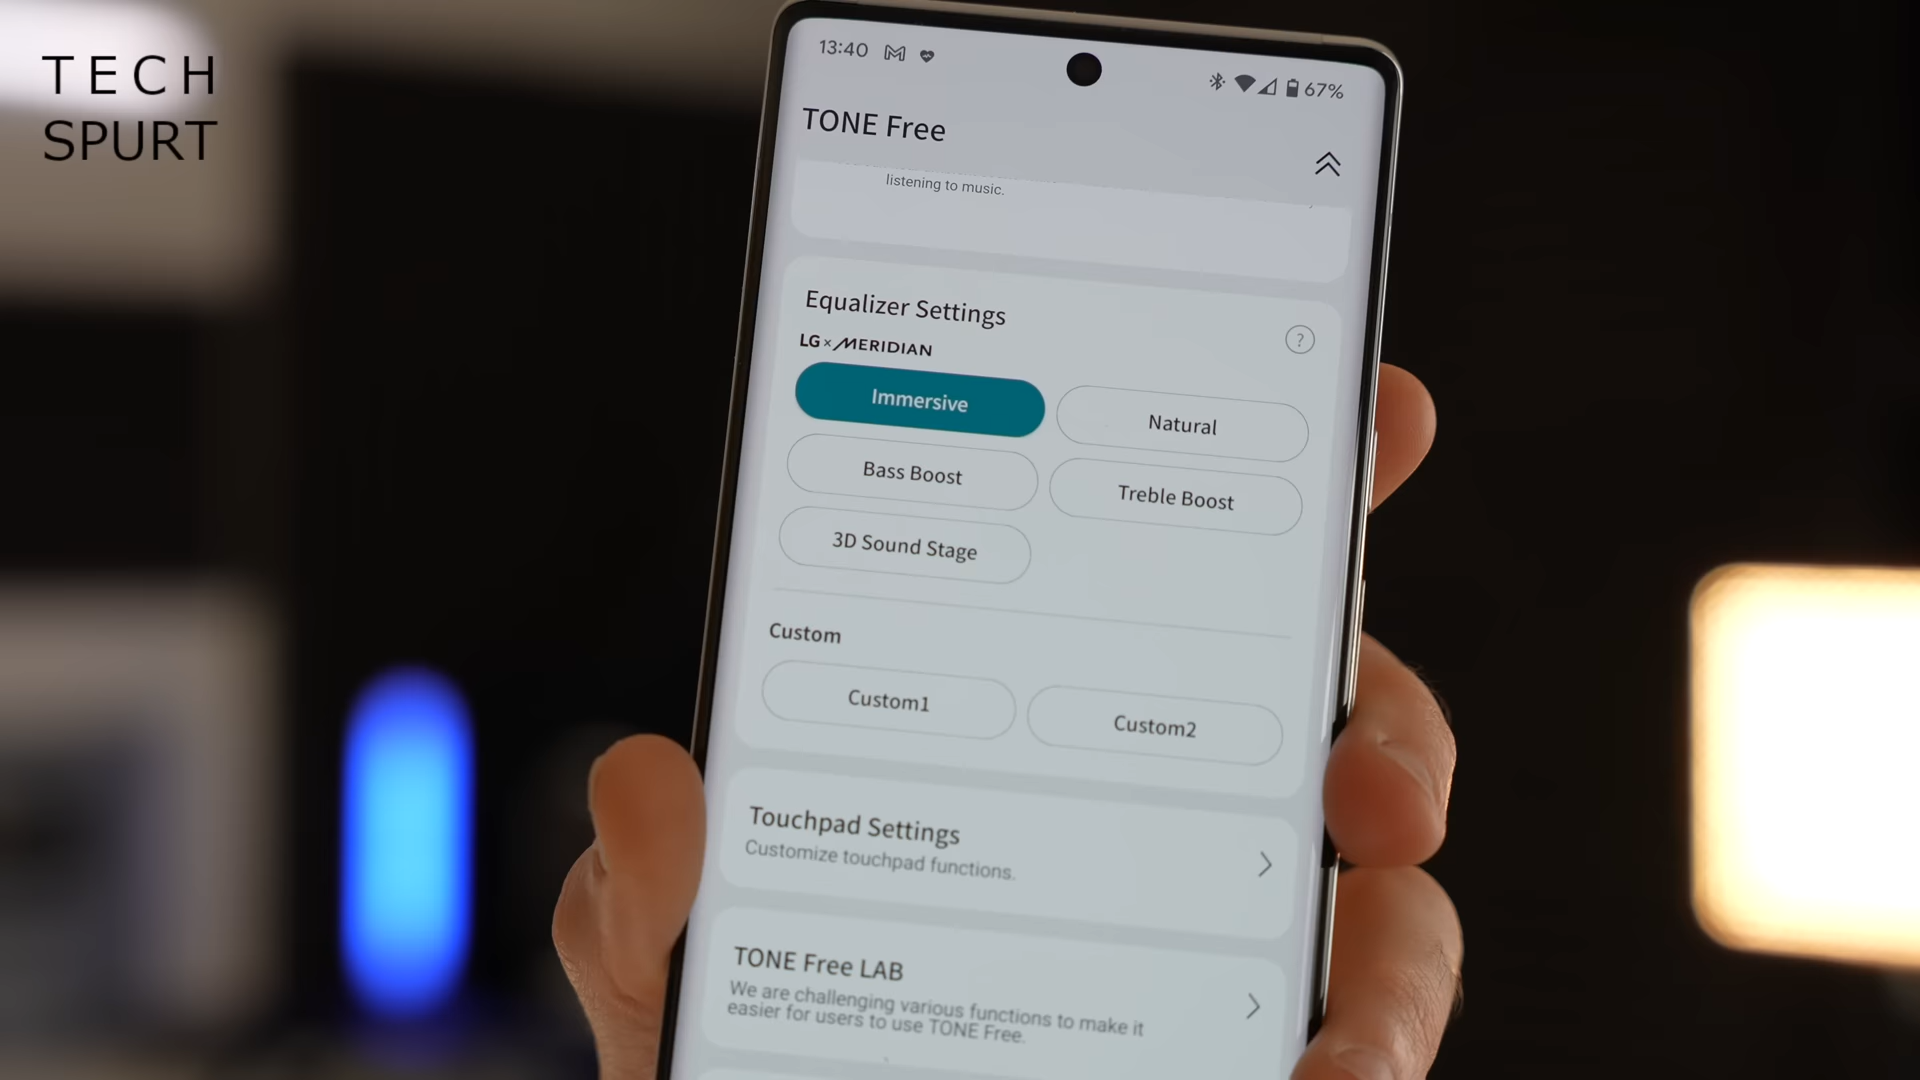 TECH
SPURT
13:40
67%
TONE Free
listening to music.
Equalizer Settings
?
LG × MERIDIAN
Immersive
Natural
Bass Boost
Treble Boost
3D Sound Stage
Custom
Custom1
Custom2
Touchpad Settings
Customize touchpad functions.
TONE Free LAB
We are challenging various functions to make it
easier for users to use TONE Free.